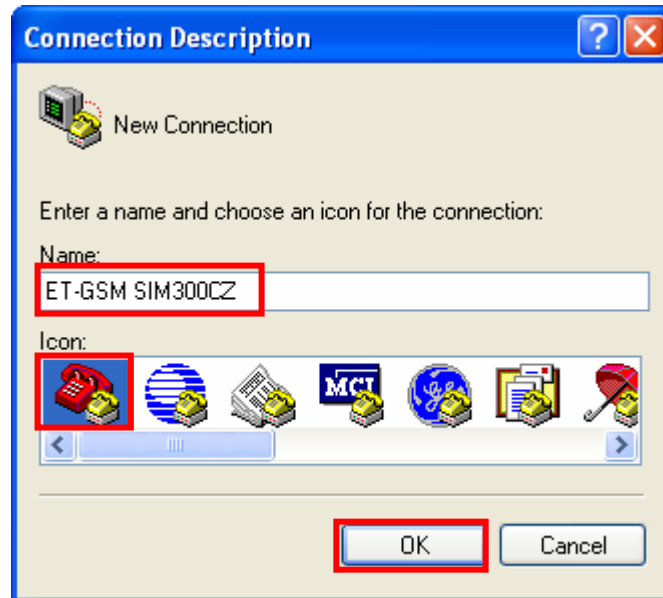 Connection Description
New Connection
Enter a name and choose an icon for the connection:
Name:
ET-GSM SIM300CZ
Icon:
MCI
OK Cancel